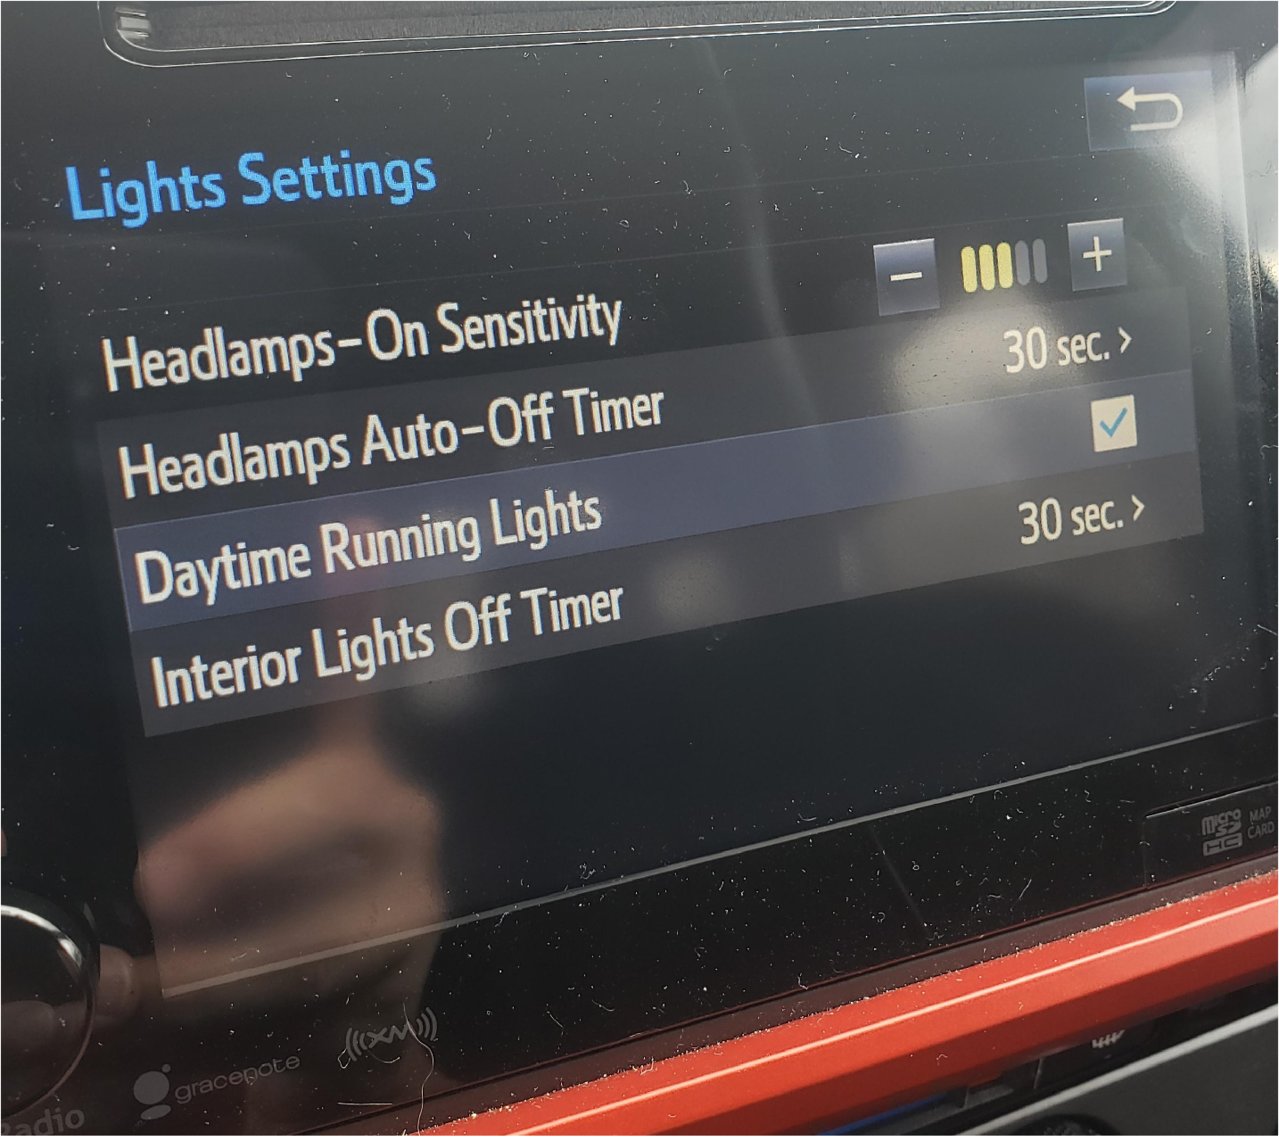 Lights Settings
Headlamps-On Sensitivity
- +
Headlamps Auto-Off Timer 30 sec. >
Daytime Running Lights
Interior Lights Off Timer 30 sec. >
micro
SD
HC
MAP
CARD
gracenote
((XM))
Radio